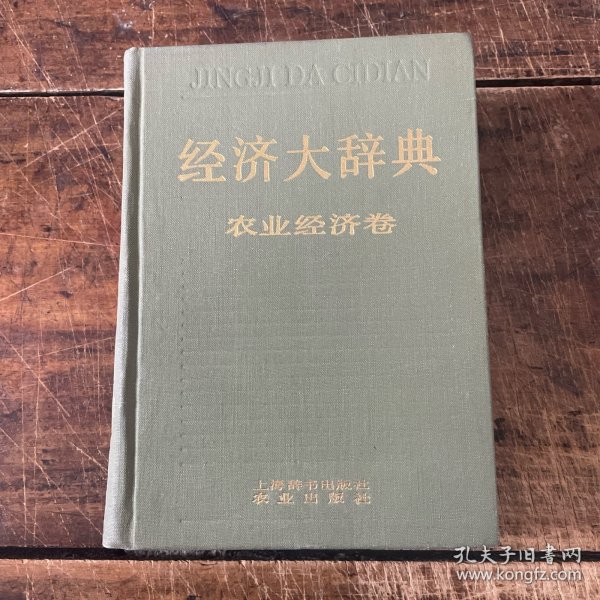 JINGJI DA CIDIAN
经济大辞典
农业经济卷
上海辞书出版社
农业出版社
孔夫子旧书网
www.kongfz.com